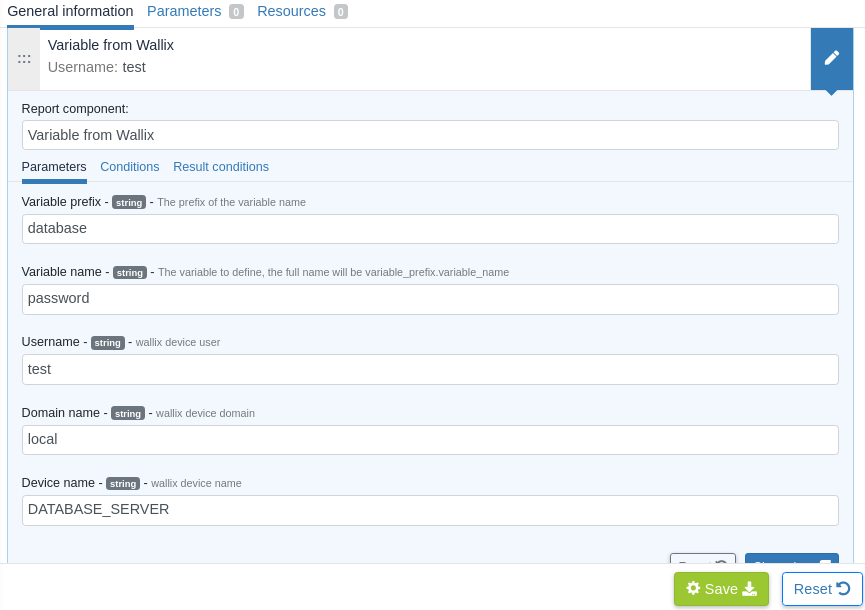 General information Parameters 0 Resources 0
Variable from Wallix
Username: test
Report component:
Variable from Wallix
Parameters Conditions Result conditions
Variable prefix - string - The prefix of the variable name
database
Variable name - string - The variable to define, the full name will be variable_prefix.variable_name
password
Username - string - wallix device user
test
Domain name - string - wallix device domain
local
Device name - string - wallix device name
DATABASE_SERVER
Save Reset